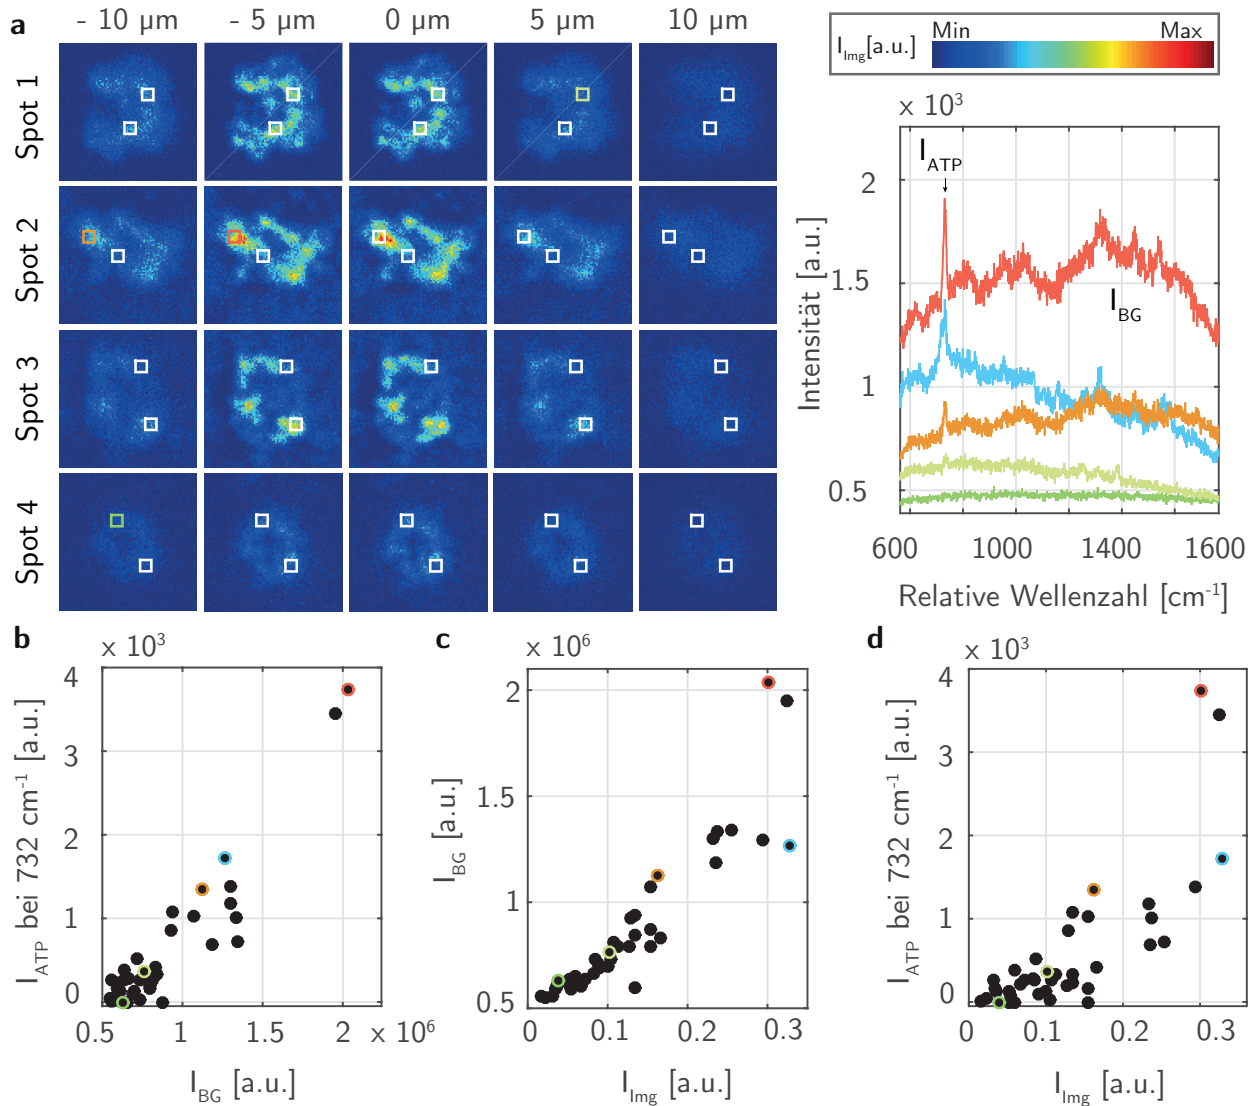 a
- 10 µm - 5 µm 0 µm 5 µm 10 µm
Spot 1
Spot 2
Spot 3
Spot 4
I_Img [a.u.] Min Max
x 10³
Intensität [a.u.]
2
1.5
1
0.5
I_ATP
I_BG
600 1000 1400 1600
Relative Wellenzahl [cm⁻¹]
b
x 10³
I_ATP bei 732 cm⁻¹ [a.u.]
4
3
2
1
0
0.5 1 1.5 2 x 10⁶
I_BG [a.u.]
c
x 10⁶
I_BG [a.u.]
2
1.5
1
0.5
0 0.1 0.2 0.3
I_Img [a.u.]
d
x 10³
I_ATP bei 732 cm⁻¹ [a.u.]
4
3
2
1
0
0 0.1 0.2 0.3
I_Img [a.u.]